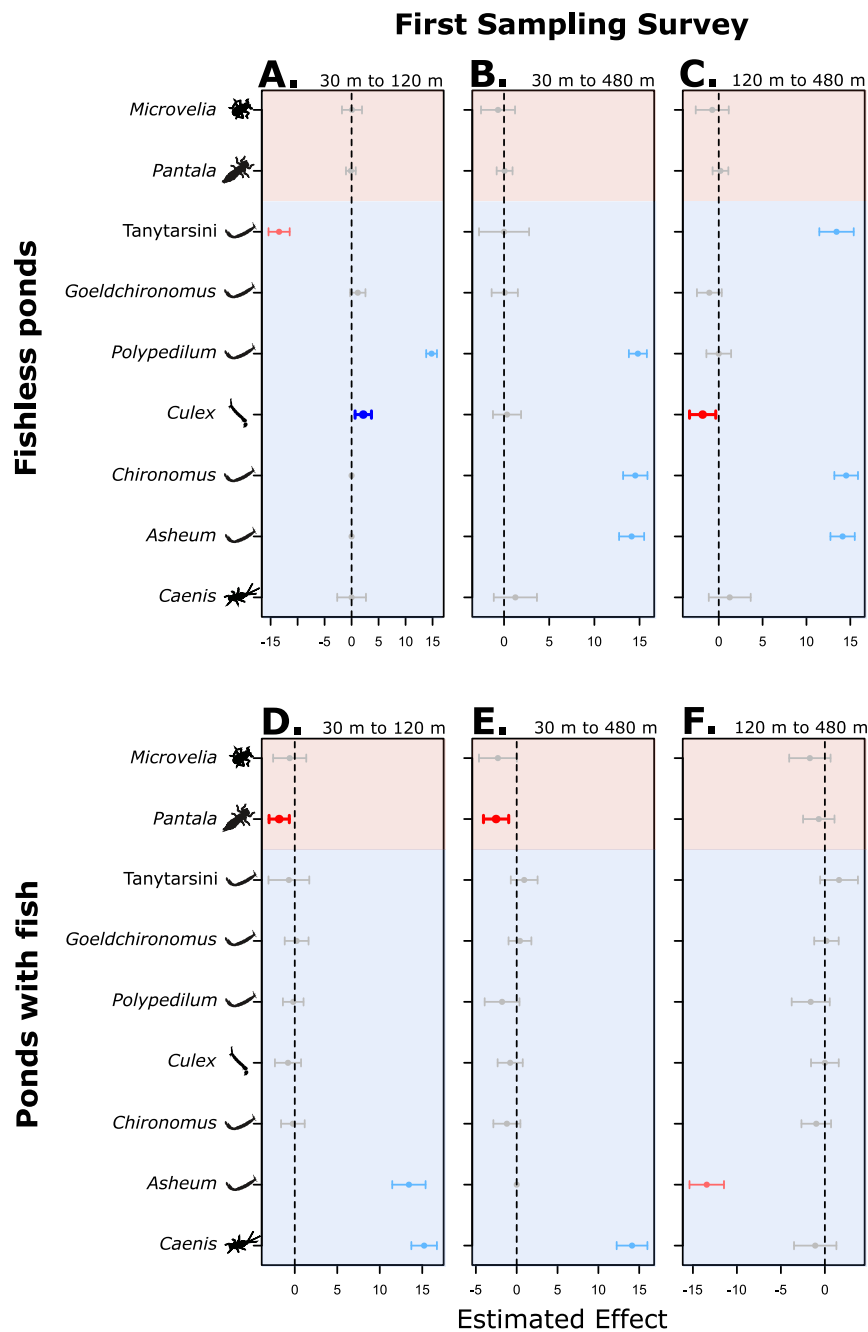 First Sampling Survey
A. 30 m to 120 m
B. 30 m to 480 m
C. 120 m to 480 m
Fishless ponds
Microvelia
Pantala
Tanytarsini
Goeldchironomus
Polypedilum
Culex
Chironomus
Asheum
Caenis
-15 -5 0 5 10 15
0 5 10 15
0 5 10 15
D. 30 m to 120 m
E. 30 m to 480 m
F. 120 m to 480 m
Ponds with fish
Microvelia
Pantala
Tanytarsini
Goeldchironomus
Polypedilum
Culex
Chironomus
Asheum
Caenis
0 5 10 15
-5 0 5 10 15
-15 -10 -5 0
Estimated Effect